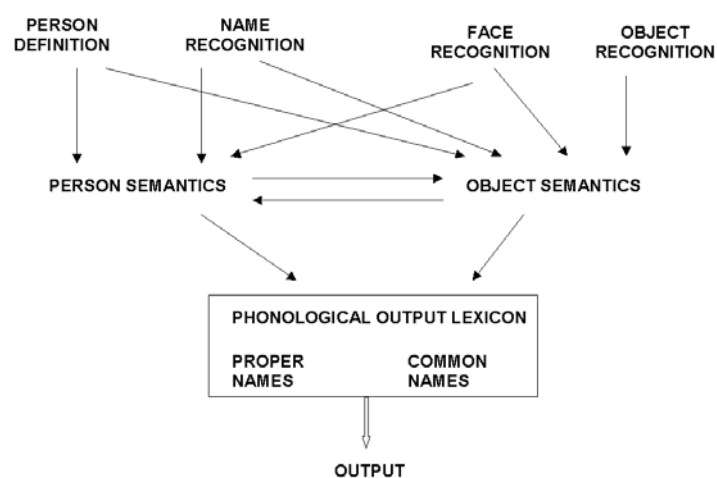 PERSON
DEFINITION
NAME
RECOGNITION
FACE
RECOGNITION
OBJECT
RECOGNITION
PERSON SEMANTICS
OBJECT SEMANTICS
PHONOLOGICAL OUTPUT LEXICON
PROPER
NAMES
COMMON
NAMES
OUTPUT